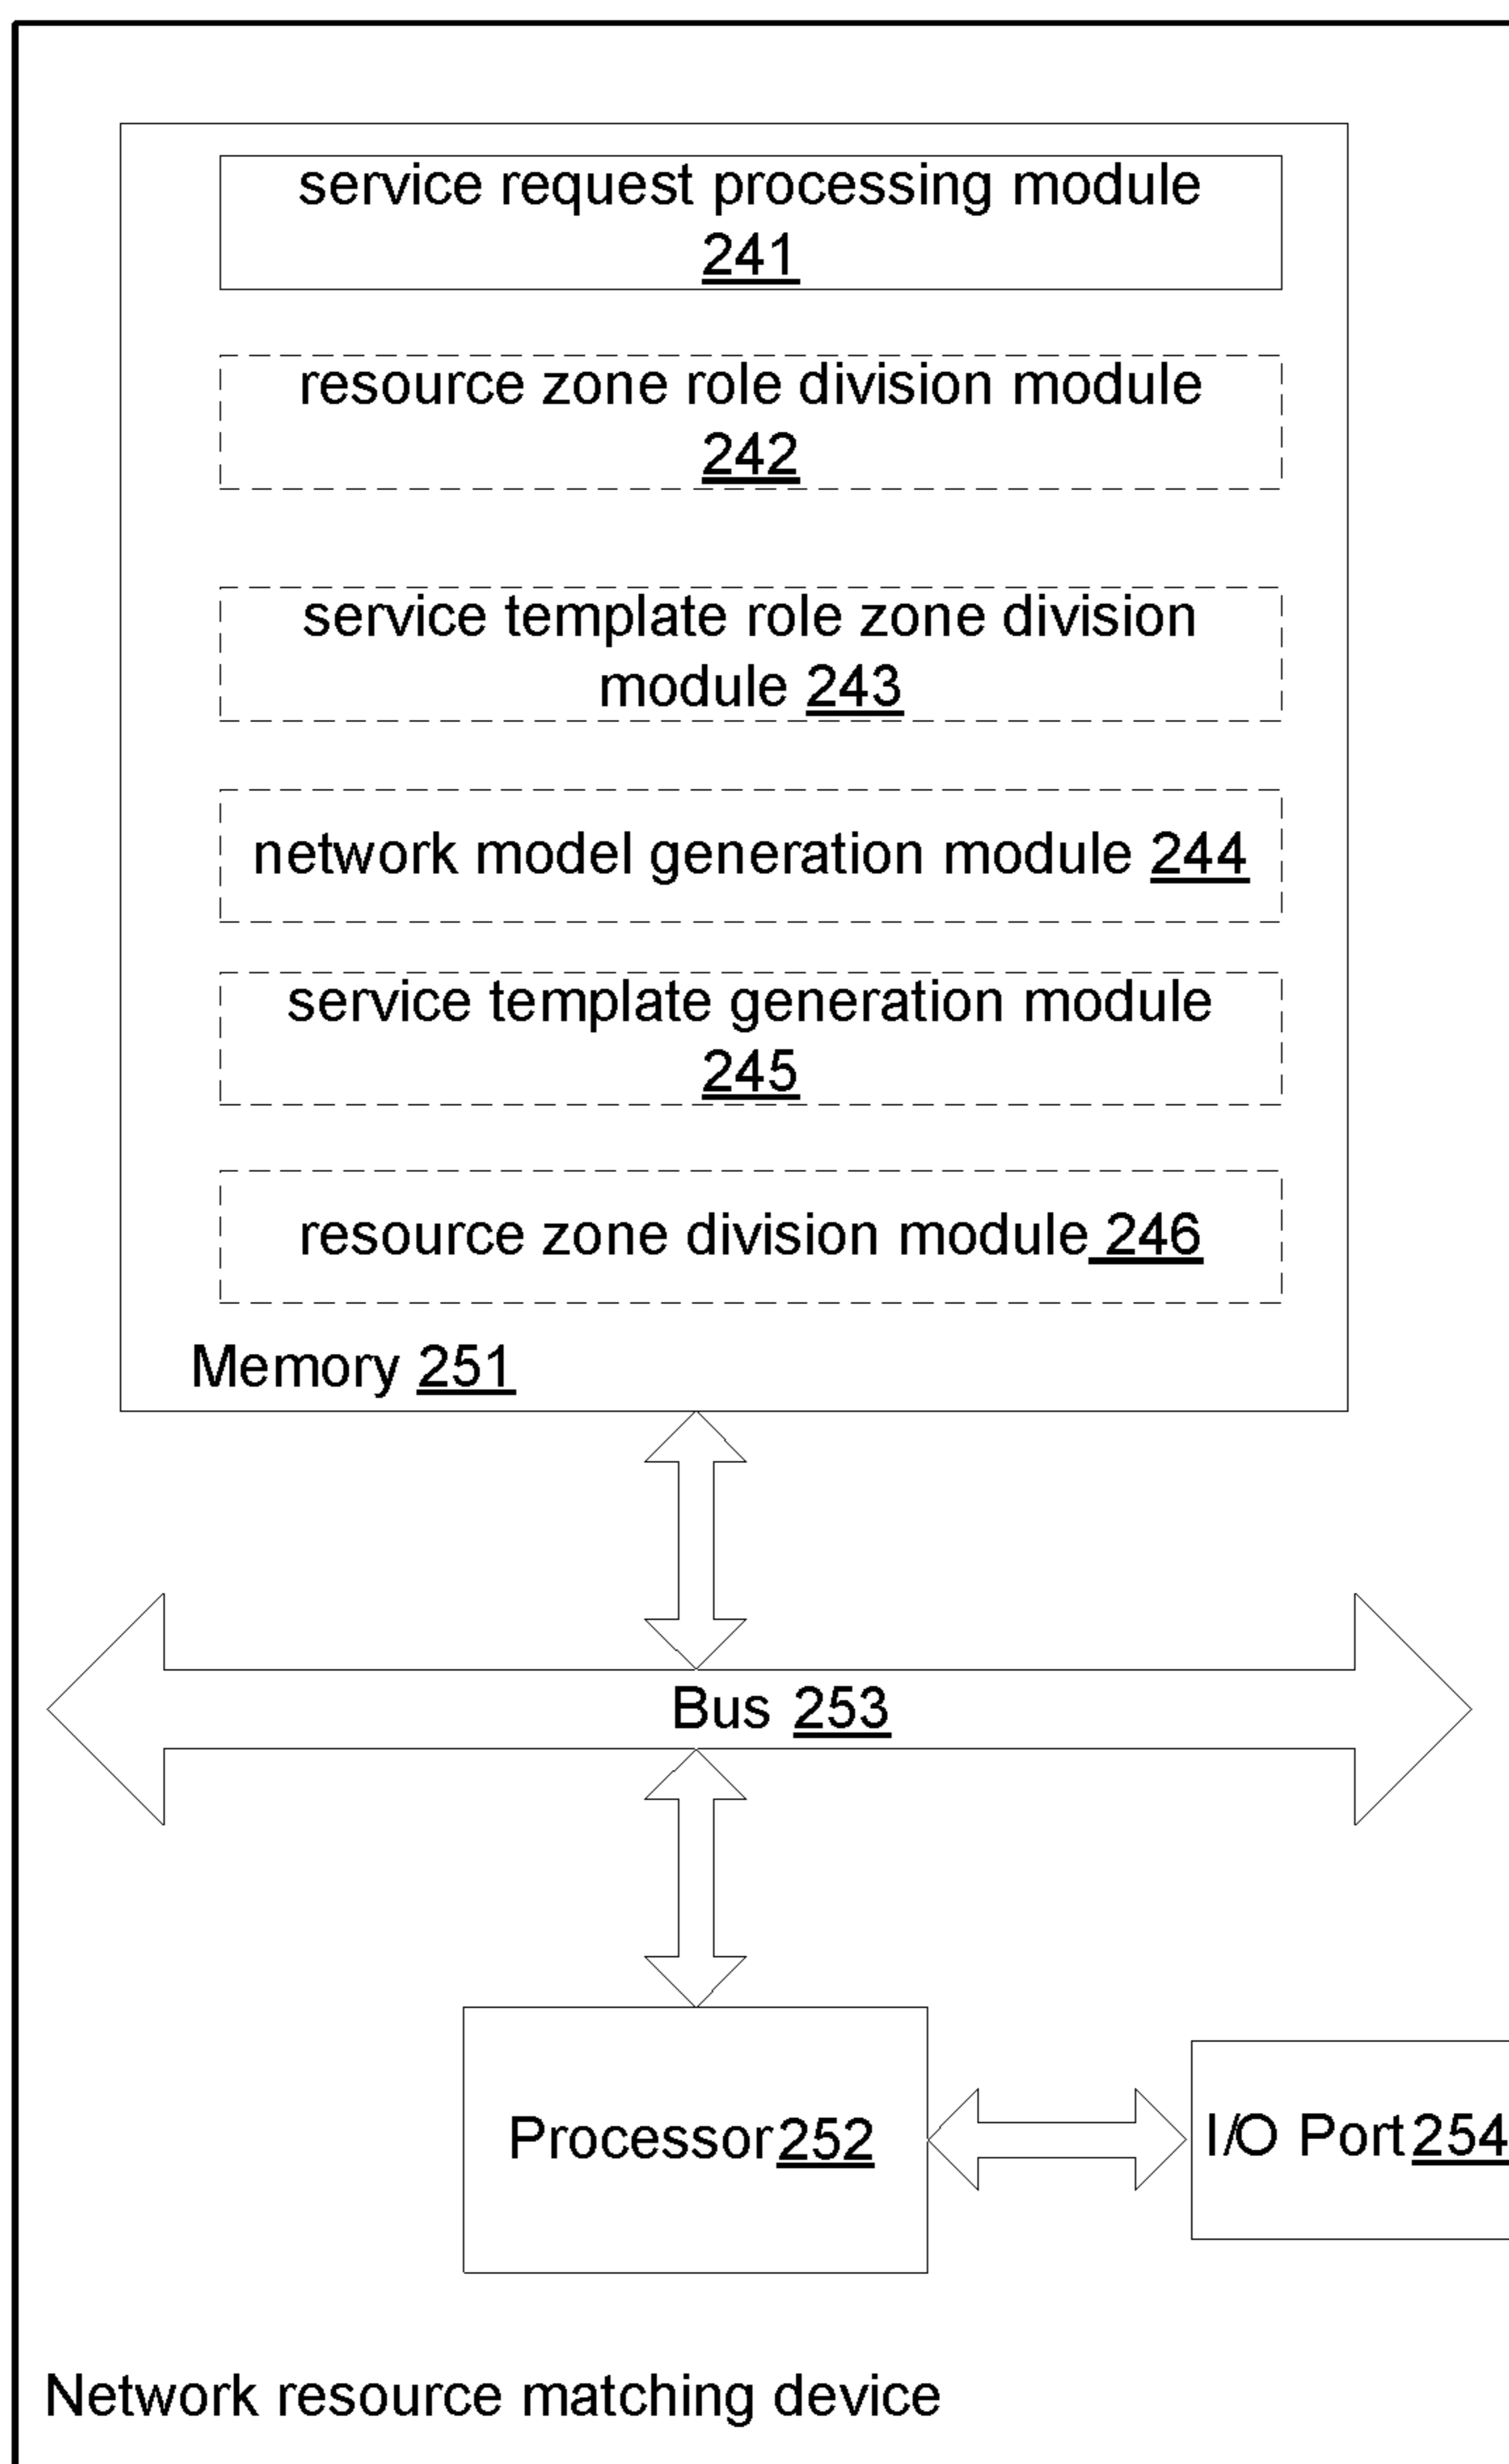 service request processing module
241
resource zone role division module
242
service template role zone division
module 243
network model generation module 244
service template generation module
245
resource zone division module 246
Memory 251
Bus 253
Processor252
I/O Port254
Network resource matching device